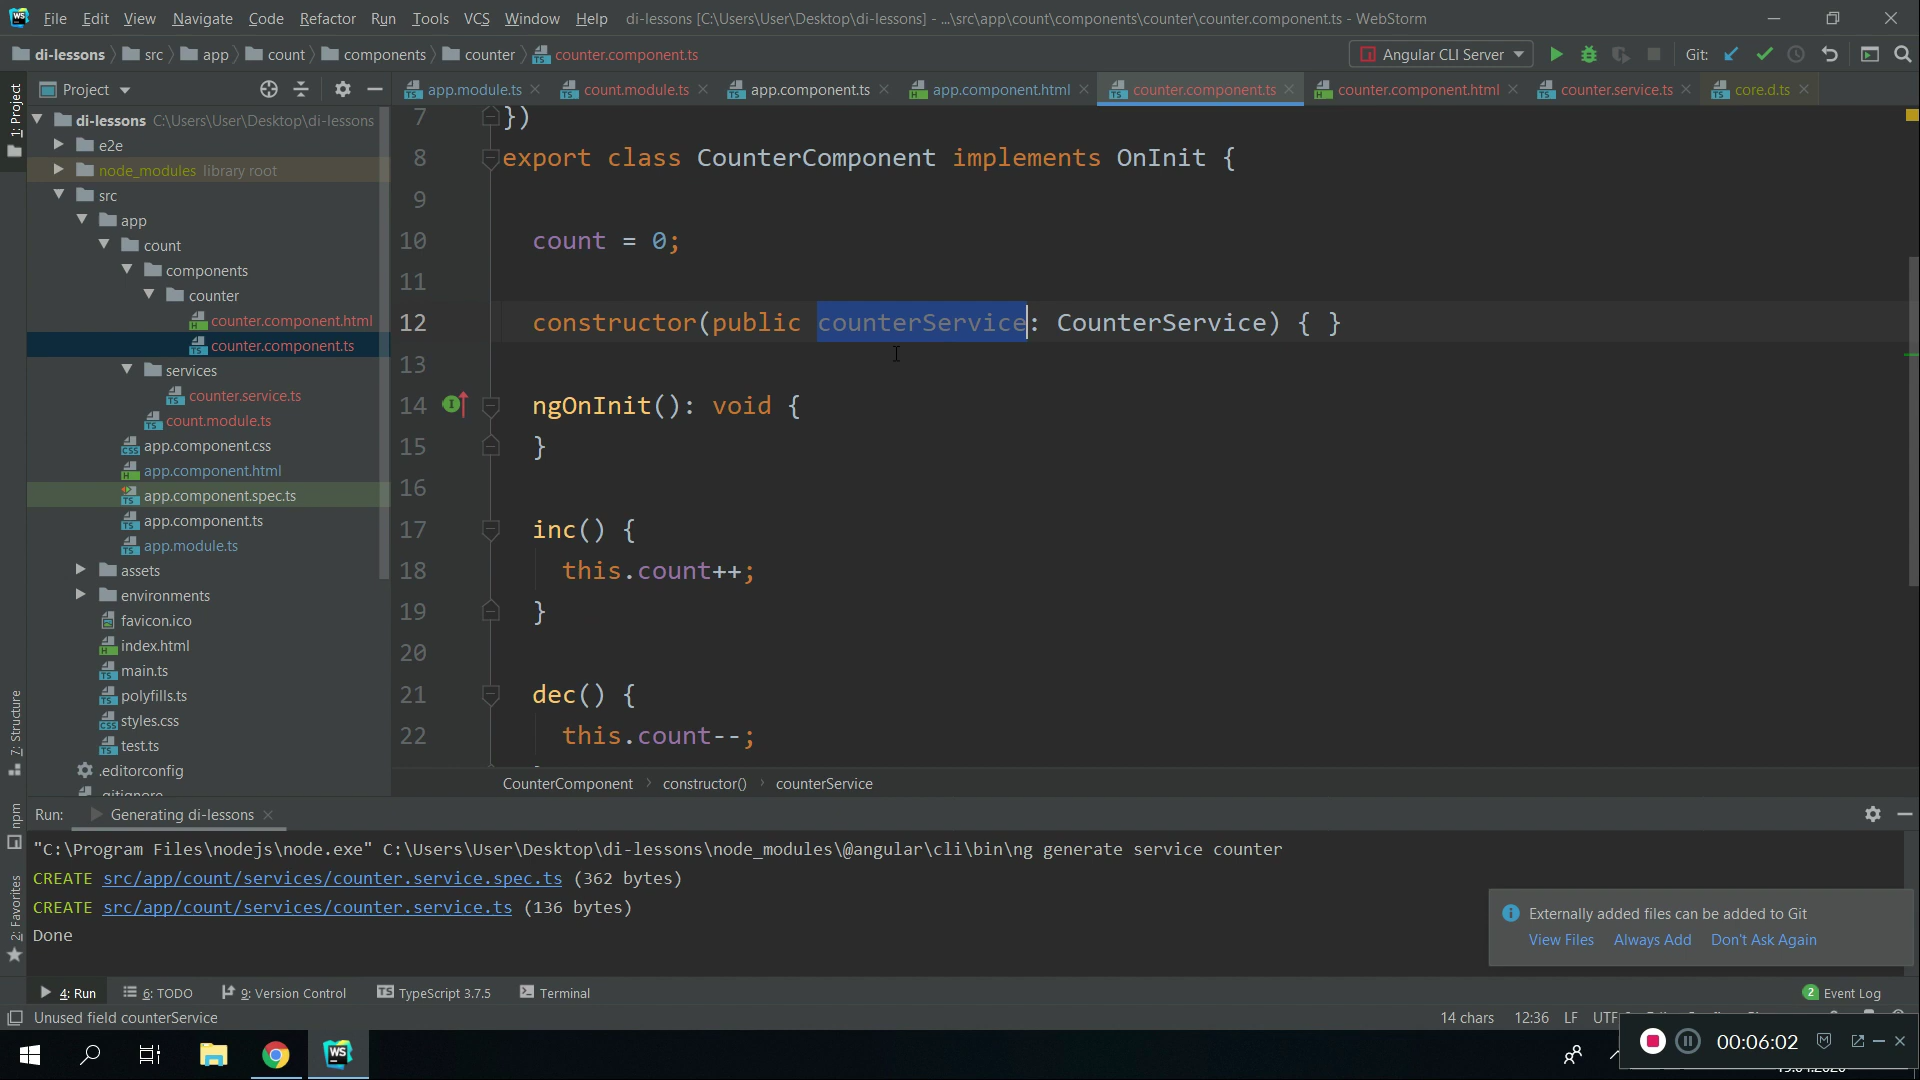 File Edit View Navigate Code Refactor Run Tools VCS Window Help di-lessons [C:\Users\User\Desktop\di-lessons] - ...\src\app\count\components\counter\counter.component.ts - WebStorm
di-lessons src app count components counter counter.component.ts Angular CLI Server Git:
Project app.module.ts count.module.ts app.component.ts app.component.html counter.component.ts counter.component.html counter.service.ts core.d.ts
1: Project
7: Structure
npm
2: Favorites
di-lessons C:\Users\User\Desktop\di-lessons
e2e
node_modules library root
src
app
count
components
counter
counter.component.html
counter.component.ts
services
counter.service.ts
count.module.ts
app.component.css
app.component.html
app.component.spec.ts
app.component.ts
app.module.ts
assets
environments
favicon.ico
index.html
main.ts
polyfills.ts
styles.css
test.ts
.editorconfig
.gitignore
7 })
8 export class CounterComponent implements OnInit {
9
10 count = 0;
11
12 constructor(public counterService: CounterService) { }
13
14 ngOnInit(): void {
15 }
16
17 inc() {
18 this.count++;
19 }
20
21 dec() {
22 this.count--;
CounterComponent constructor() counterService
Run: Generating di-lessons
"C:\Program Files\nodejs\node.exe" C:\Users\User\Desktop\di-lessons\node_modules\@angular\cli\bin\ng generate service counter
CREATE src/app/count/services/counter.service.spec.ts (362 bytes)
CREATE src/app/count/services/counter.service.ts (136 bytes)
Done
Externally added files can be added to Git
View Files Always Add Don't Ask Again
4: Run 6: TODO 9: Version Control TypeScript 3.7.5 Terminal 2 Event Log
Unused field counterService 14 chars 12:36 LF
WS 00:06:02